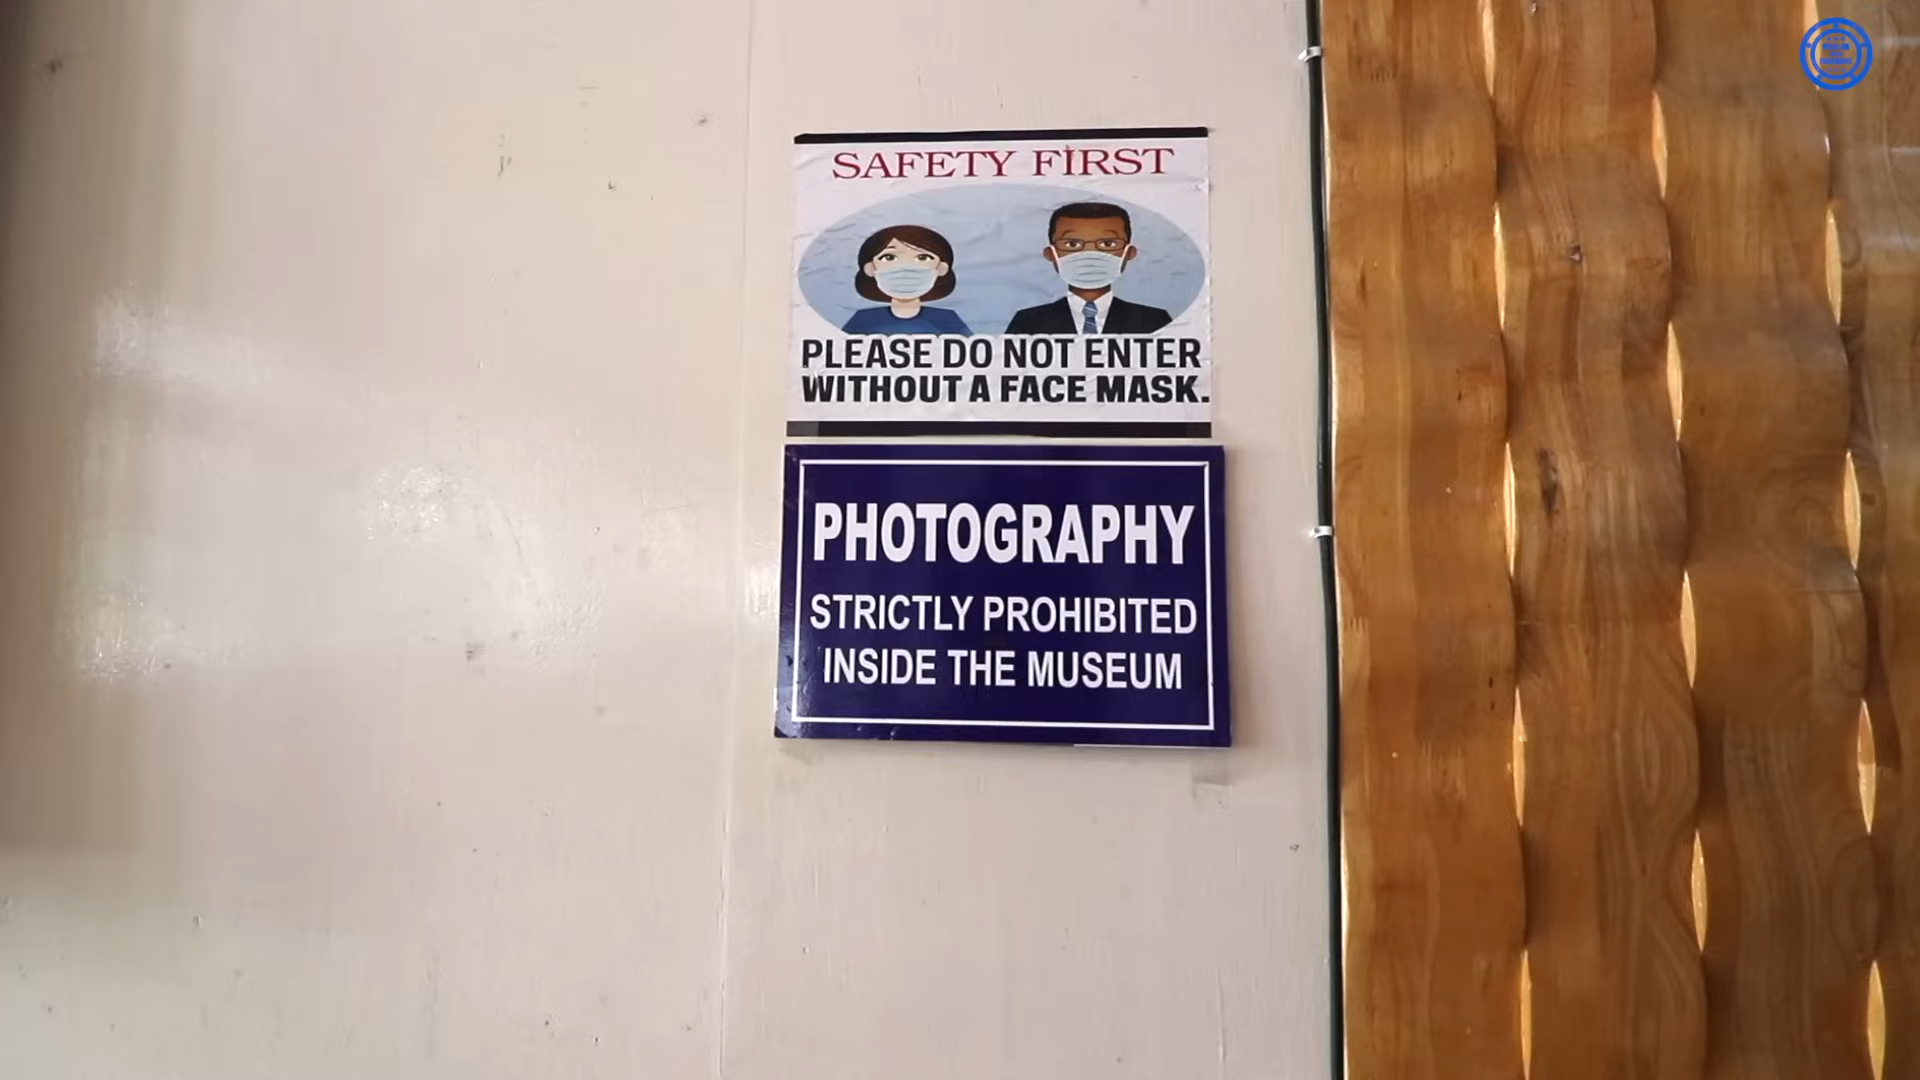 SAFETY FIRST
PLEASE DO NOT ENTER
WITHOUT A FACE MASK.
PHOTOGRAPHY
STRICTLY PROHIBITED
INSIDE THE MUSEUM